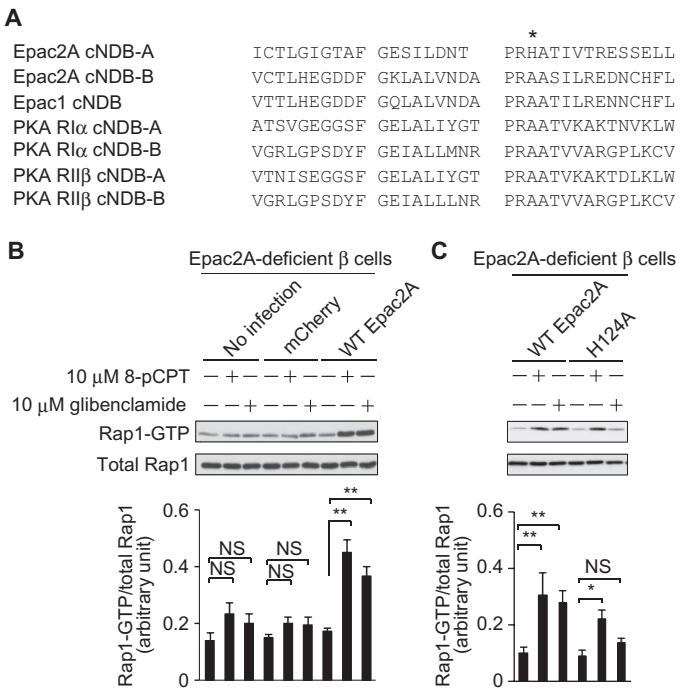 A
*
Epac2A cNDB-A ICTLGIGTAF GESILDNT PRHATIVTRESSELL
Epac2A cNDB-B VCTLHEGDDF GKLALVNDA PRAASILREDNCHFL
Epac1 cNDB VTTLHEGDDF GQLALVNDA PRAATILRENNCHFL
PKA RIα cNDB-A ATSVGEGGSF GELALIYGT PRAATVKAKTNVKLW
PKA RIα cNDB-B VGRLGPSDYF GEIALLMNR PRAATVVARGPLKCV
PKA RIIβ cNDB-A VTNISEGGSF GELALIYGT PRAATVKAKTDLKLW
PKA RIIβ cNDB-B VGRLGPSDYF GEIALLLNR PRAATVVARGPLKCV
B
Epac2A-deficient β cells
No infection
mCherry
WT Epac2A
10 μM 8-pCPT — + — — + — — + —
10 μM glibenclamide — — + — — + — — +
Rap1-GTP
Total Rap1
Rap1-GTP/total Rap1
(arbitrary unit)
0.6
0.4
0.2
0
NS
NS
NS
NS
**
**
C
Epac2A-deficient β cells
WT Epac2A
H124A
— + — — + —
— — + — — +
Rap1-GTP/total Rap1
(arbitrary unit)
0.6
0.4
0.2
0
**
**
NS
*